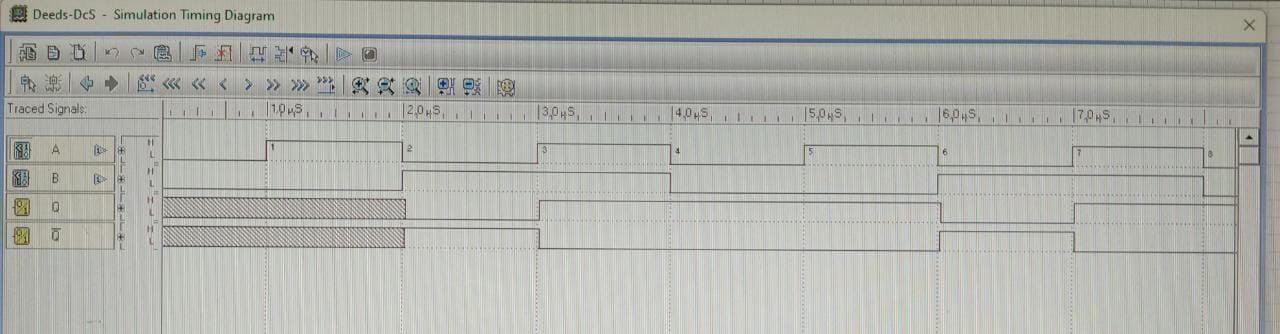 Deeds-DcS - Simulation Timing Diagram
Traced Signals:
1,0 µS 2,0 µS 3,0 µS 4,0 µS 5,0 µS 6,0 µS 7,0 µS
A H L 1 2 3 4 5 6 7 8
B H L
Q H L
Q̅ H L